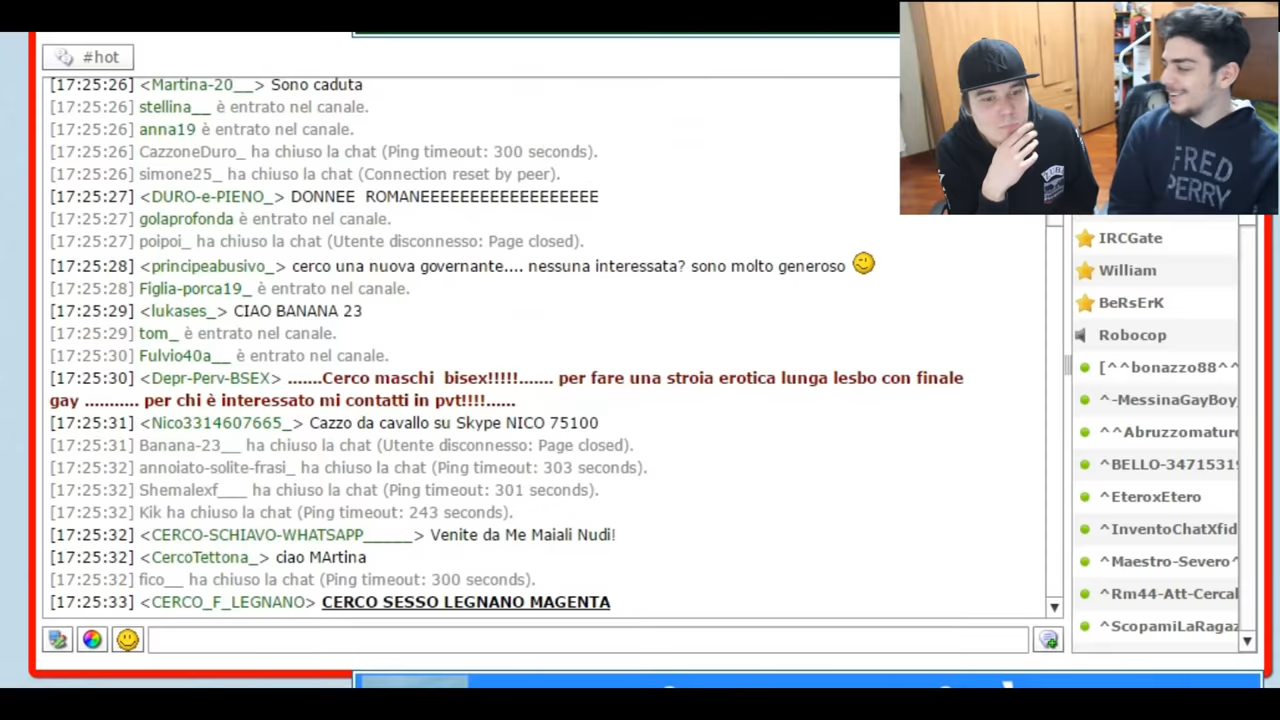 #hot
[17:25:26] <Martina-20__> Sono caduta
[17:25:26] stellina__ è entrato nel canale.
[17:25:26] anna19 è entrato nel canale.
[17:25:26] CazzoneDuro_ ha chiuso la chat (Ping timeout: 300 seconds).
[17:25:26] simone25_ ha chiuso la chat (Connection reset by peer).
[17:25:27] <DURO-e-PIENO_> DONNEE ROMANEEEEEEEEEEEEEEEEEE
[17:25:27] golaprofonda è entrato nel canale.
[17:25:27] poipoi_ ha chiuso la chat (Utente disconnesso: Page closed).
[17:25:28] <principeabusivo_> cerco una nuova governante.... nessuna interessata? sono molto generoso
[17:25:28] Figlia-porca19_ è entrato nel canale.
[17:25:29] <lukases_> CIAO BANANA 23
[17:25:29] tom_ è entrato nel canale.
[17:25:30] Fulvio40a__ è entrato nel canale.
[17:25:30] <Depr-Perv-BSEX> .......Cerco maschi bisex!!!!!....... per fare una stroia erotica lunga lesbo con finale
gay ........... per chi è interessato mi contatti in pvt!!!!......
[17:25:31] <Nico3314607665_> Cazzo da cavallo su Skype NICO 75100
[17:25:31] Banana-23__ ha chiuso la chat (Utente disconnesso: Page closed).
[17:25:32] annoiato-solite-frasi_ ha chiuso la chat (Ping timeout: 303 seconds).
[17:25:32] Shemalexf___ ha chiuso la chat (Ping timeout: 301 seconds).
[17:25:32] Kik ha chiuso la chat (Ping timeout: 243 seconds).
[17:25:32] <CERCO-SCHIAVO-WHATSAPP_____> Venite da Me Maiali Nudi!
[17:25:32] <CercoTettona_> ciao MArtina
[17:25:32] fico__ ha chiuso la chat (Ping timeout: 300 seconds).
[17:25:33] <CERCO_F_LEGNANO> CERCO SESSO LEGNANO MAGENTA
FRED
PERRY
IRCGate
William
BeRsErK
Robocop
[^^bonazzo88^^
^-MessinaGayBoy_
^^Abruzzomature
^BELLO-34715319
^EteroxEtero
^InventoChatXfid
^Maestro-Severo^
^Rm44-Att-Cercal
^ScopamiLaRagaz